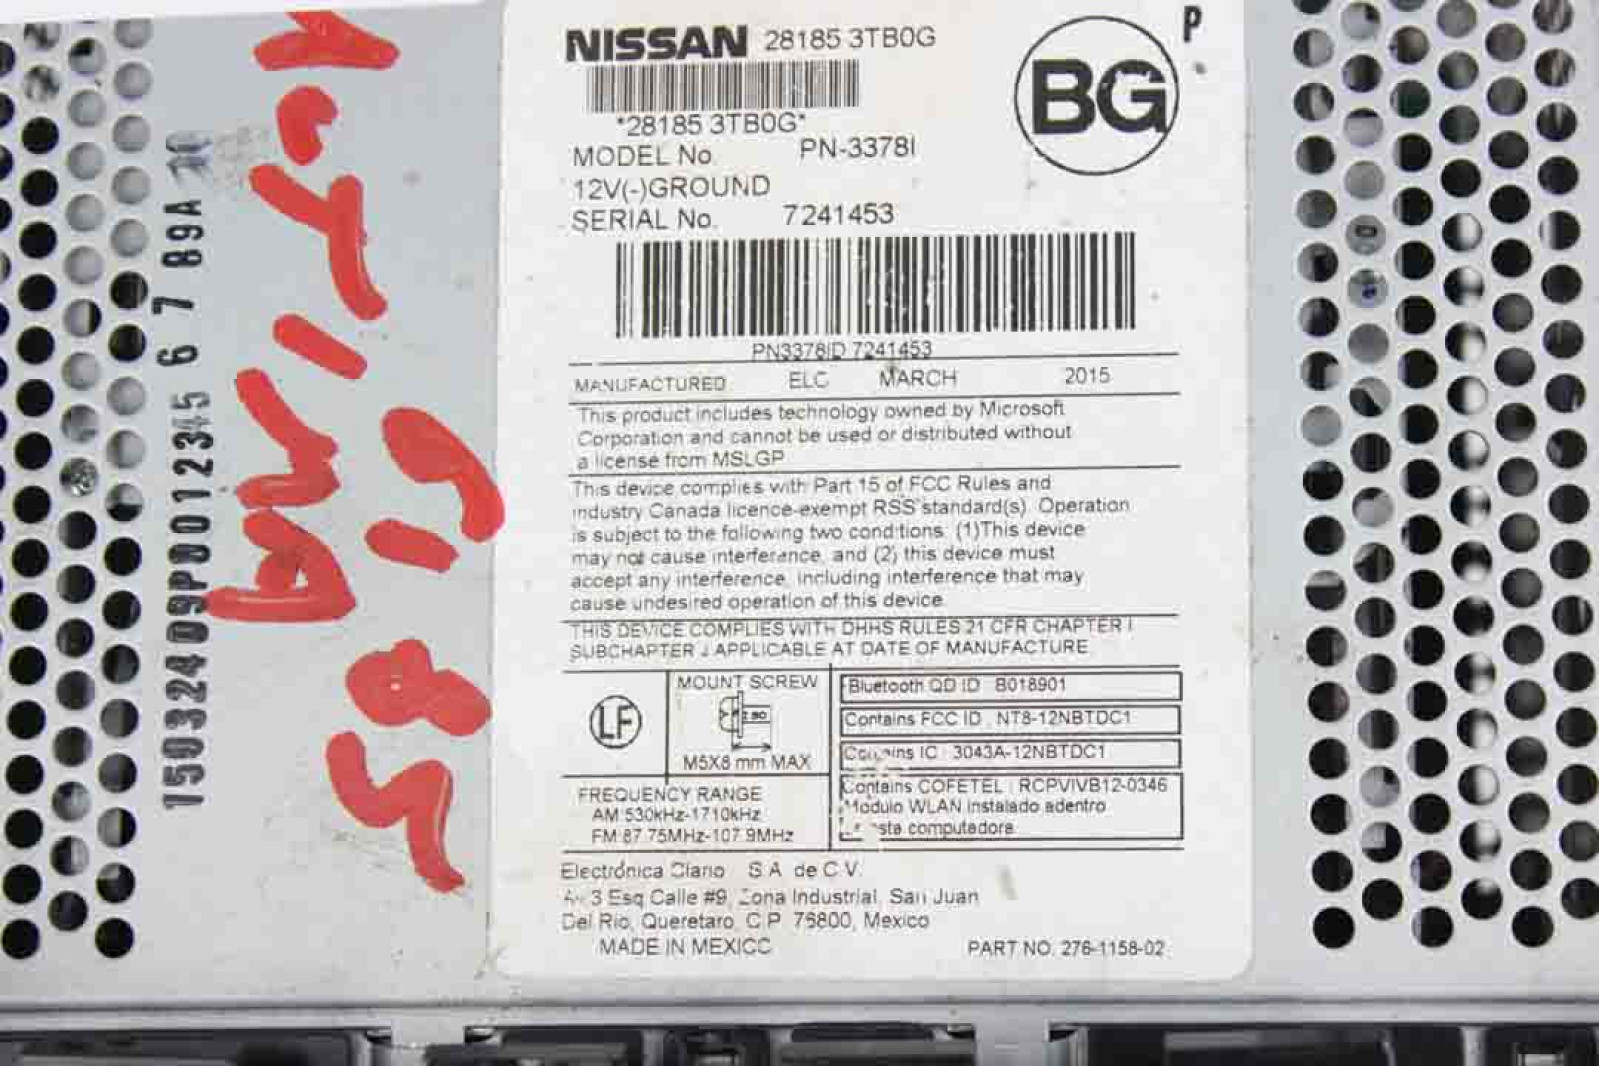 NISSAN 28185 3TB0G
P
BG
*28185 3TB0G*
MODEL No. PN-3378I
12V(-)GROUND
SERIAL No. 7241453
PN3378ID 7241453
MANUFACTURED ELC MARCH 2015
This product includes technology owned by Microsoft
Corporation and cannot be used or distributed without
a license from MSLGP
This device complies with Part 15 of FCC Rules and
Industry Canada licence-exempt RSS standard(s). Operation
is subject to the following two conditions: (1)This device
may not cause interference, and (2) this device must
accept any interference, including interference that may
cause undesired operation of this device.
THIS DEVICE COMPLIES WITH DHHS RULES 21 CFR CHAPTER I
SUBCHAPTER J APPLICABLE AT DATE OF MANUFACTURE.
LF
MOUNT SCREW
M5X8 mm MAX
Bluetooth QD ID : B018901
Contains FCC ID : NT8-12NBTDC1
Contains IC : 3043A-12NBTDC1
Contains COFETEL : RCPVIVB12-0346
Modulo WLAN instalado adentro
esta computadora
FREQUENCY RANGE
AM 530kHz-1710kHz
FM 87.75MHz-107.9MHz
Electrónica Clarion S.A. de C.V.
Av. 3 Esq Calle #9, Zona Industrial, San Juan
Del Rio, Queretaro, C.P. 76800, Mexico
MADE IN MEXICO
PART NO. 276-1158-02
15032409P0012345 6 7 89A